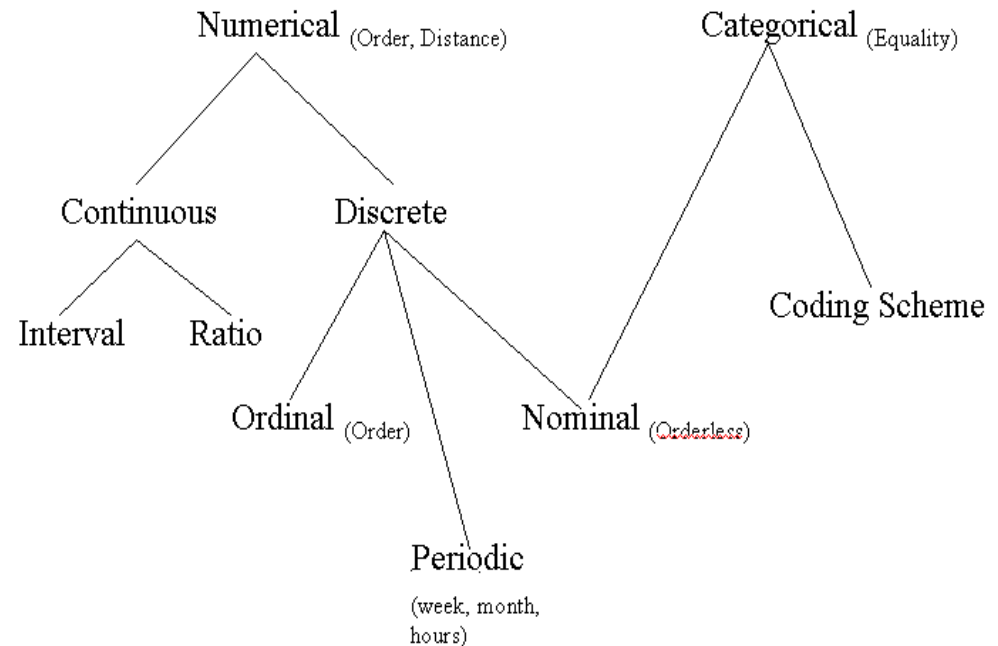 Numerical (Order, Distance)
Categorical (Equality)
Continuous
Discrete
Interval
Ratio
Coding Scheme
Ordinal (Order)
Nominal (Orderless)
Periodic
(week, month,
hours)